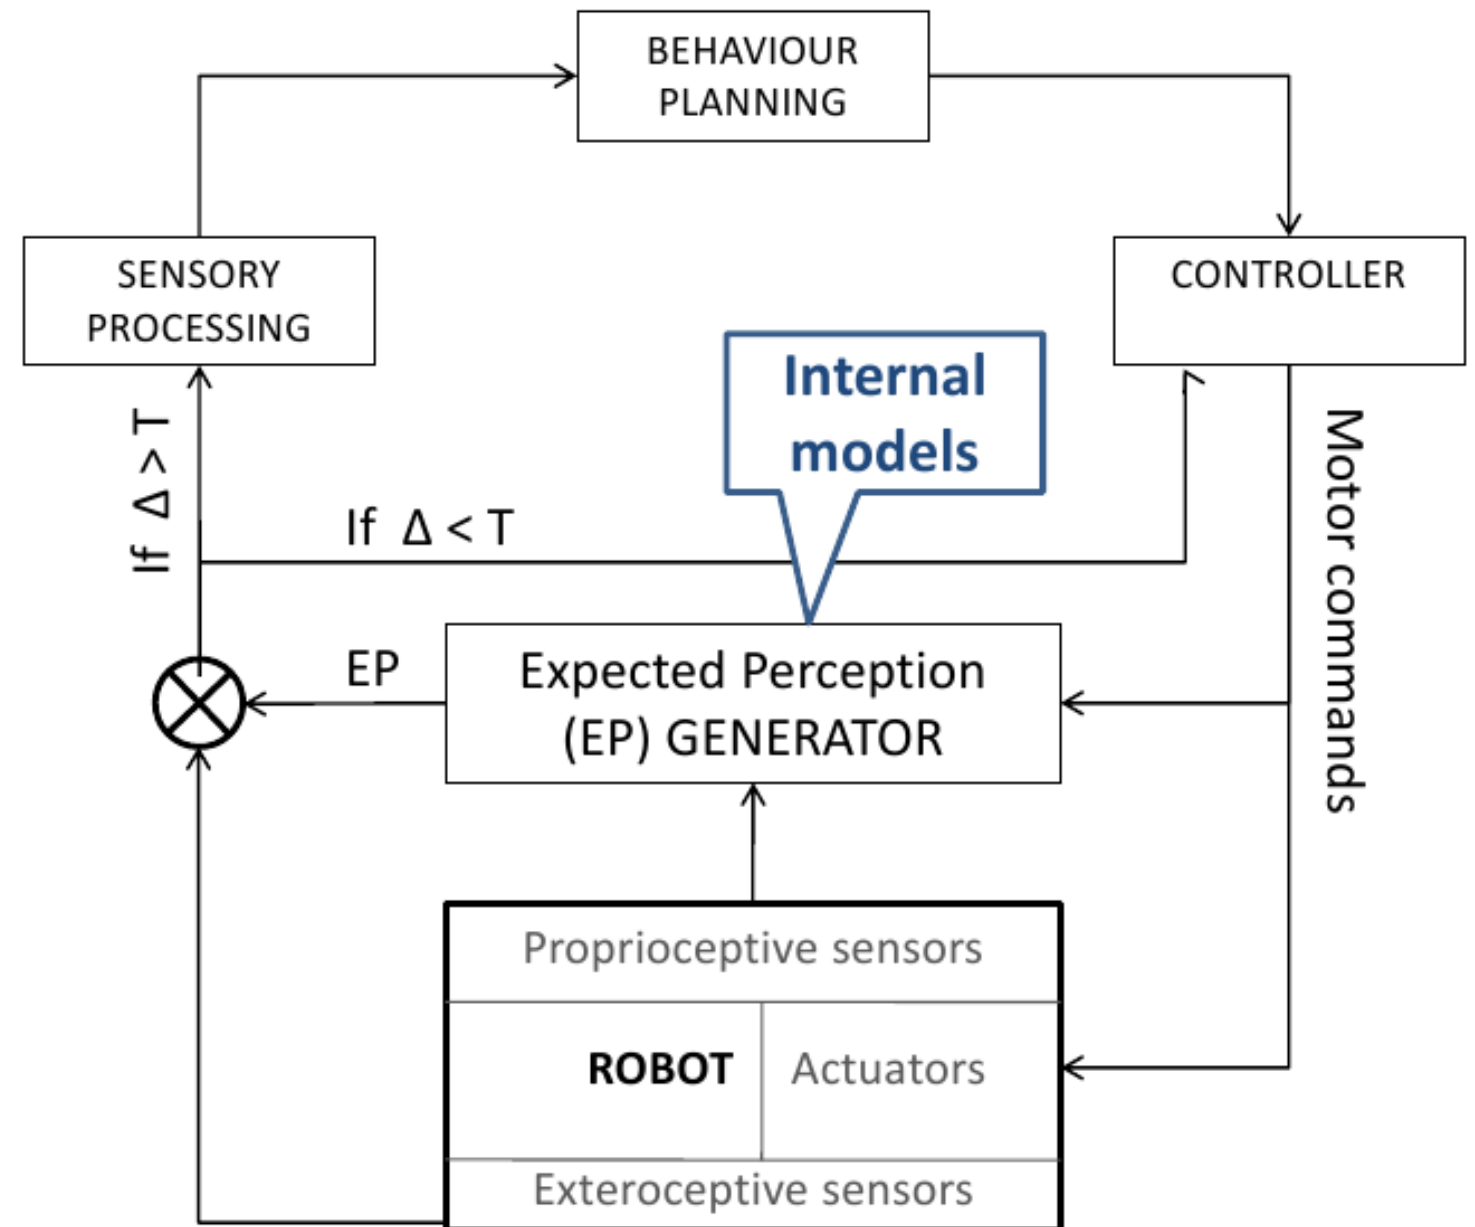 BEHAVIOUR
PLANNING
SENSORY
PROCESSING
CONTROLLER
Internal
models
If Δ > T
If Δ < T
Motor commands
EP
Expected Perception
(EP) GENERATOR
Proprioceptive sensors
ROBOT
Actuators
Exteroceptive sensors